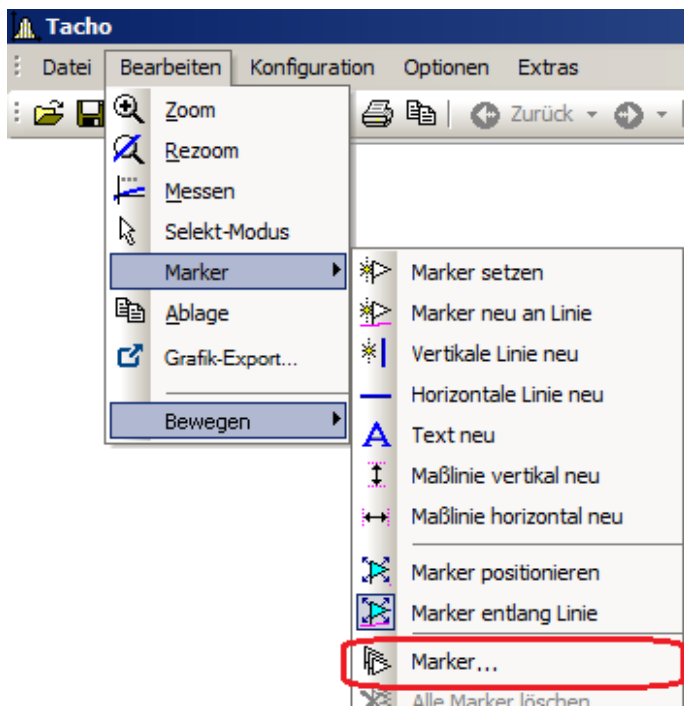 Tacho
Datei Bearbeiten Konfiguration Optionen Extras
Zurück
Zoom
Rezoom
Messen
Selekt-Modus
Marker
Ablage
Grafik-Export...
Bewegen
Marker setzen
Marker neu an Linie
Vertikale Linie neu
Horizontale Linie neu
Text neu
Maßlinie vertikal neu
Maßlinie horizontal neu
Marker positionieren
Marker entlang Linie
Marker...
Alle Marker löschen